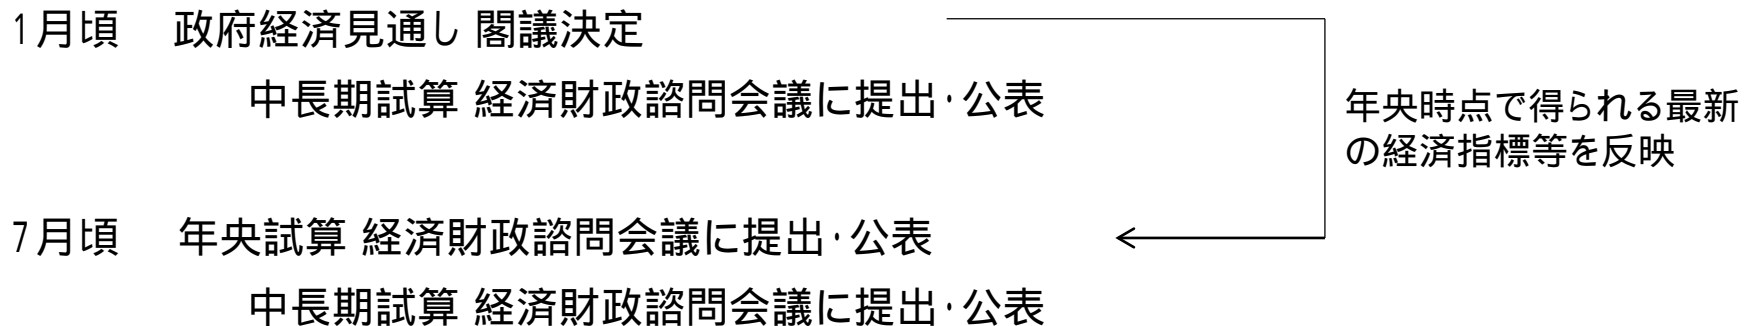 1月頃 政府経済見通し 閣議決定
中長期試算 経済財政諮問会議に提出・公表
年央時点で得られる最新
の経済指標等を反映
7月頃 年央試算 経済財政諮問会議に提出・公表
中長期試算 経済財政諮問会議に提出・公表